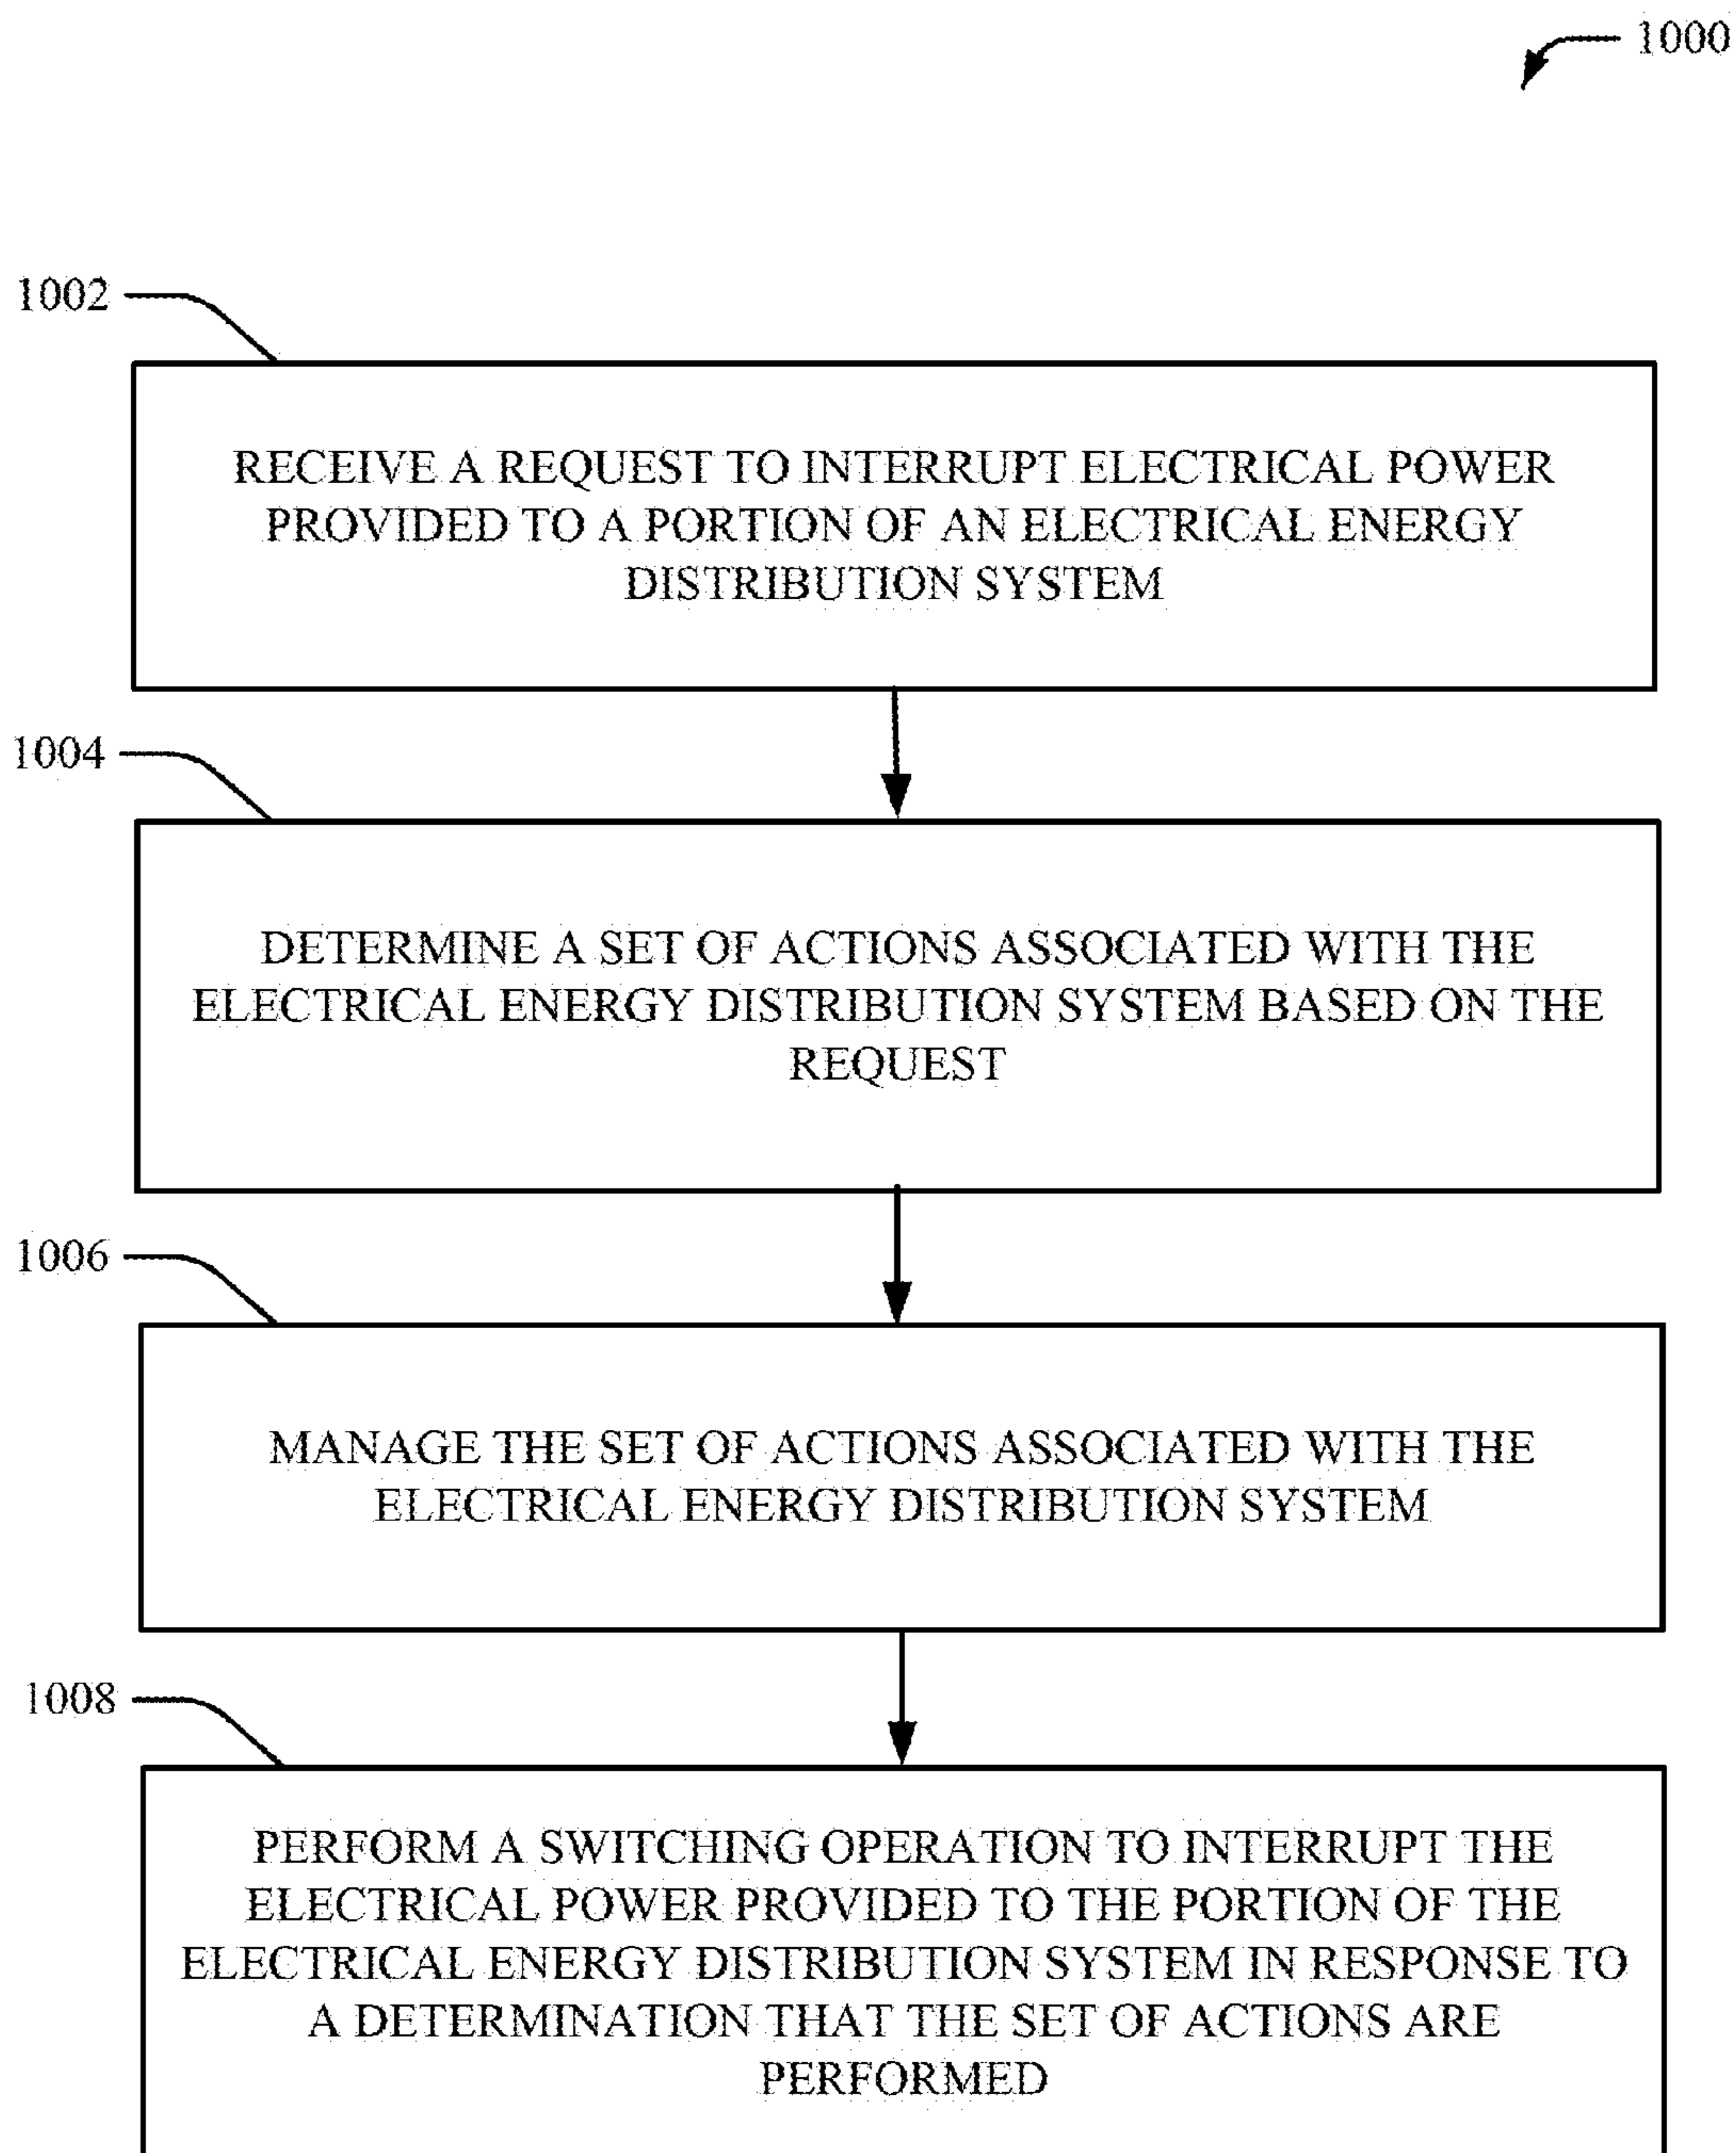 1000
1002
RECEIVE A REQUEST TO INTERRUPT ELECTRICAL POWER
PROVIDED TO A PORTION OF AN ELECTRICAL ENERGY
DISTRIBUTION SYSTEM
1004
DETERMINE A SET OF ACTIONS ASSOCIATED WITH THE
ELECTRICAL ENERGY DISTRIBUTION SYSTEM BASED ON THE
REQUEST
1006
MANAGE THE SET OF ACTIONS ASSOCIATED WITH THE
ELECTRICAL ENERGY DISTRIBUTION SYSTEM
1008
PERFORM A SWITCHING OPERATION TO INTERRUPT THE
ELECTRICAL POWER PROVIDED TO THE PORTION OF THE
ELECTRICAL ENERGY DISTRIBUTION SYSTEM IN RESPONSE TO
A DETERMINATION THAT THE SET OF ACTIONS ARE
PERFORMED